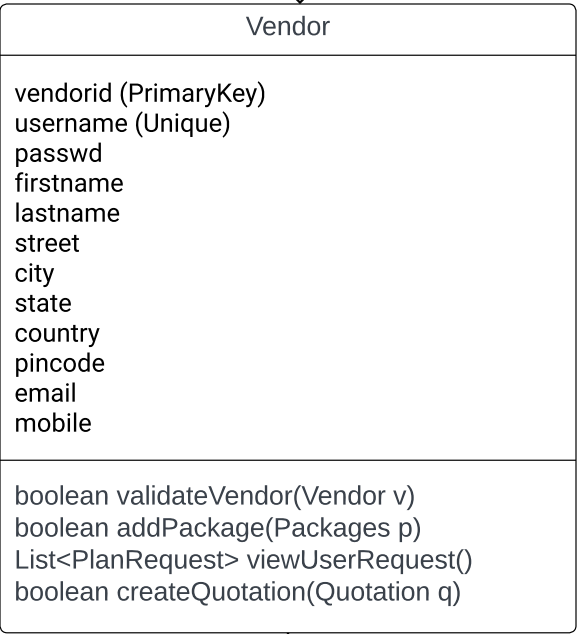 Vendor
vendorid (PrimaryKey)
username (Unique)
passwd
firstname
lastname
street
city
state
country
pincode
email
mobile
boolean validateVendor(Vendor v)
boolean addPackage(Packages p)
List<PlanRequest> viewUserRequest()
boolean createQuotation(Quotation q)